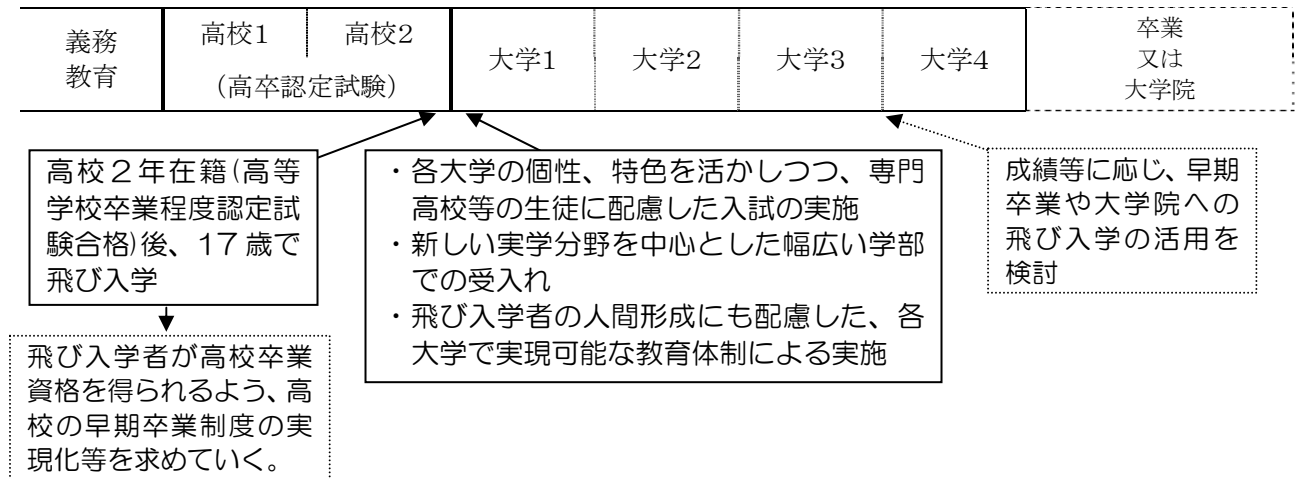 義務
教育
高校1
高校2
(高卒認定試験)
大学1
大学2
大学3
大学4
卒業
又は
大学院
高校２年在籍(高等
学校卒業程度認定試
験合格)後、17歳で
飛び入学
・各大学の個性、特色を活かしつつ、専門
高校等の生徒に配慮した入試の実施
・新しい実学分野を中心とした幅広い学部
での受入れ
・飛び入学者の人間形成にも配慮した、各
大学で実現可能な教育体制による実施
成績等に応じ、早期
卒業や大学院への
飛び入学の活用を
検討
飛び入学者が高校卒業
資格を得られるよう、高
校の早期卒業制度の実
現化等を求めていく。